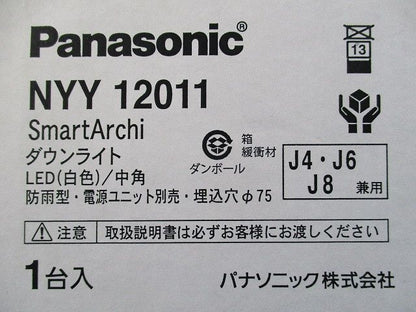 Panasonic®
13
NYY 12011
SmartArchi
ダウンライト
LED(白色)/中角
防雨型・電源ユニット別売・埋込穴φ75
箱
緩衝材
ダンボール
J4・J6
J8 兼用
注意 取扱説明書は必ずお客様にお渡しください
1台入
パナソニック株式会社